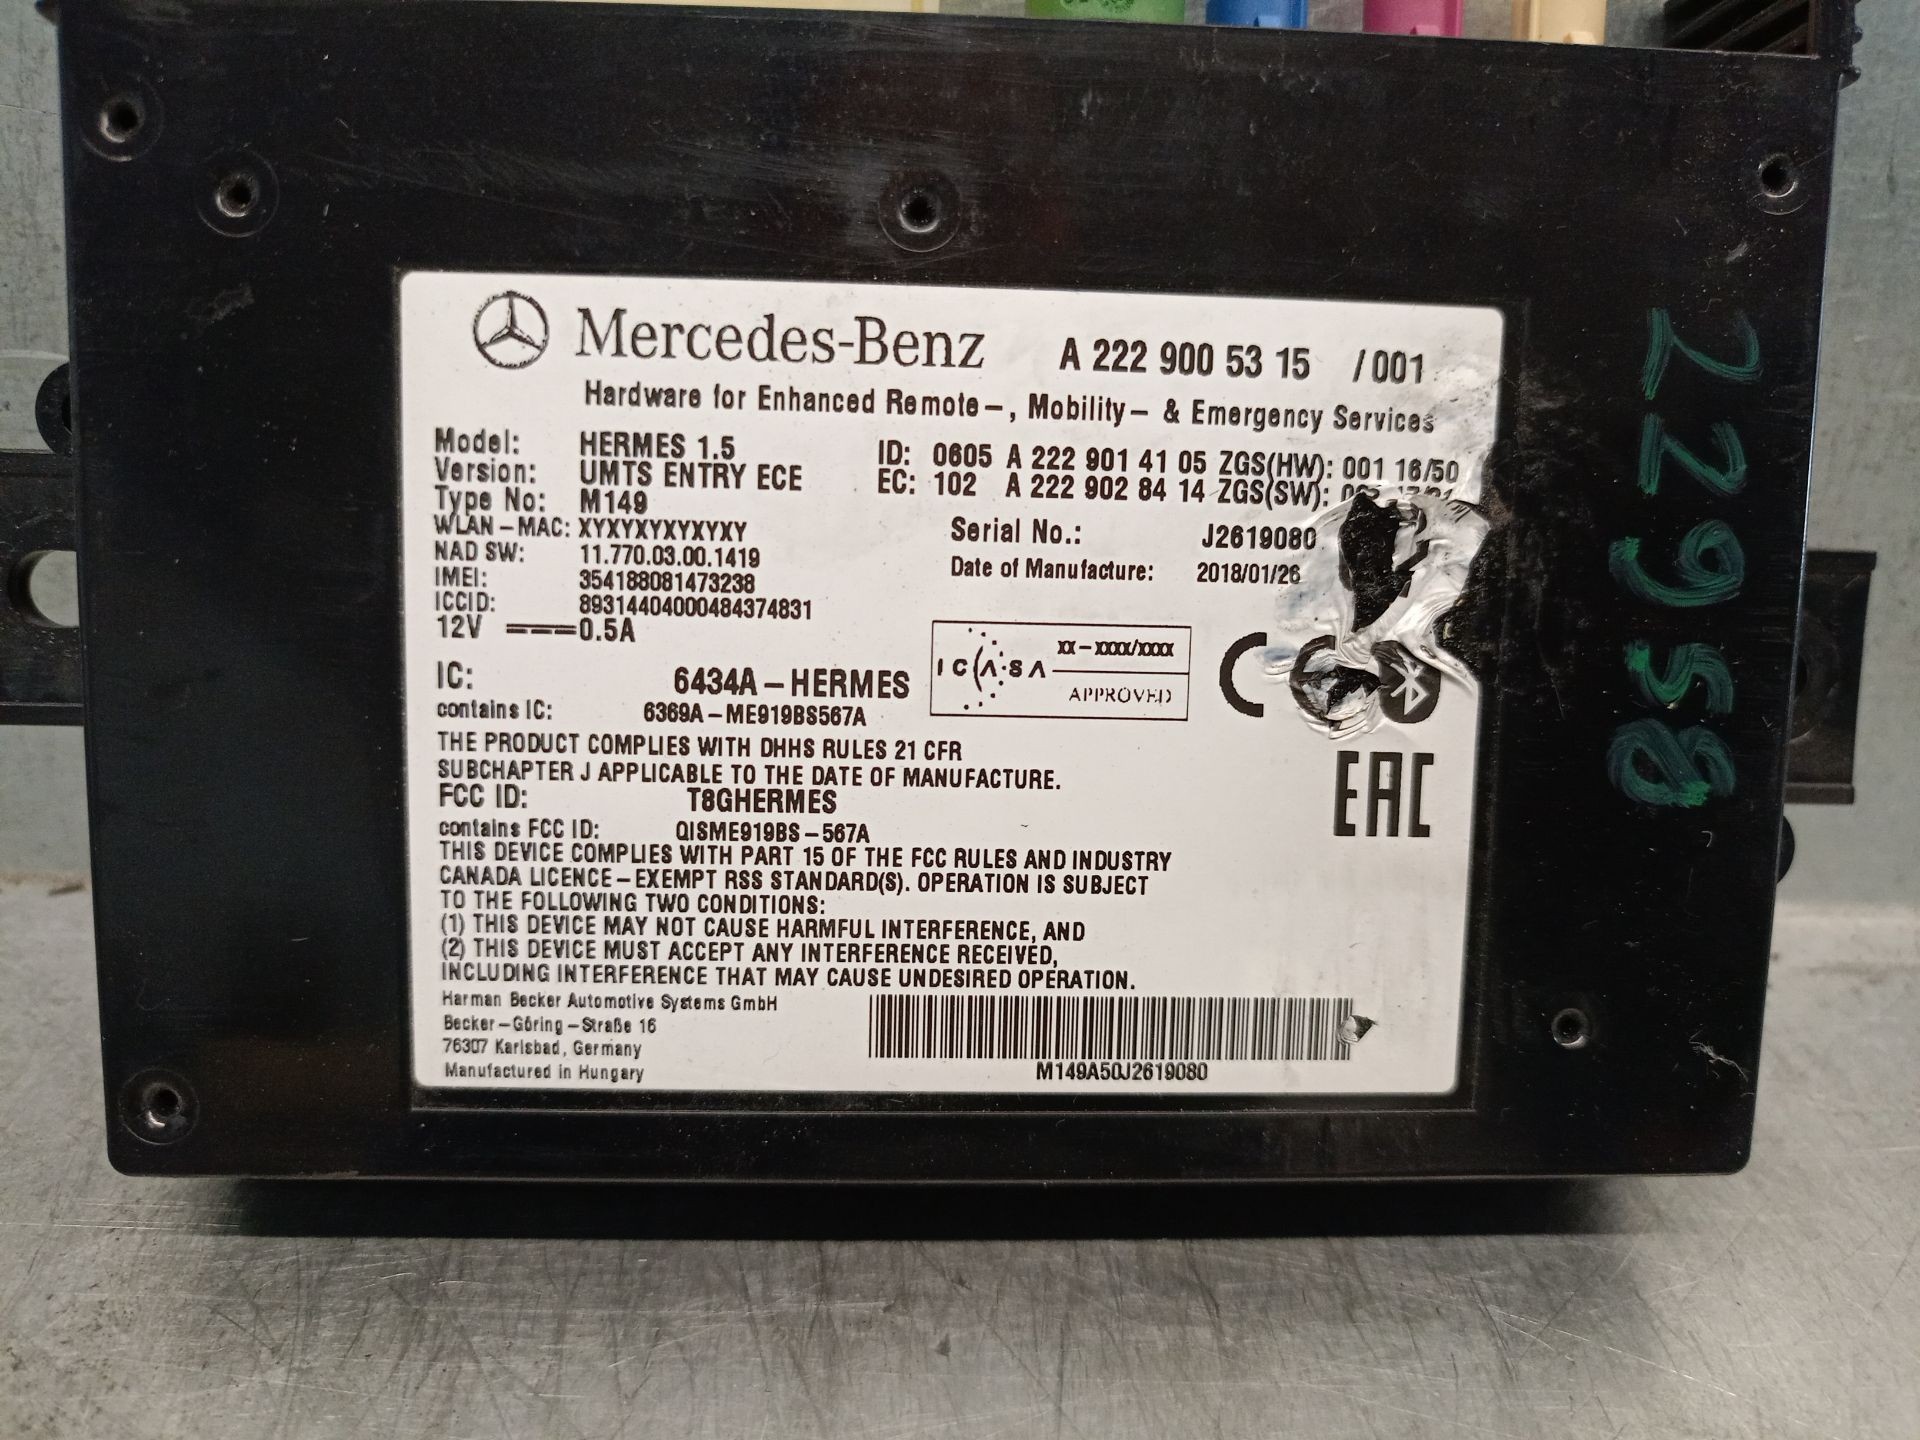 Mercedes-Benz A 222 900 53 15 /001
Hardware for Enhanced Remote-, Mobility- & Emergency Services
Model: HERMES 1.5 ID: 0605 A 222 901 41 05 ZGS(HW): 001 16/50
Version: UMTS ENTRY ECE EC: 102 A 222 902 84 14 ZGS(SW):
Type No: M149
WLAN-MAC: XYXYXYXYXYXY Serial No.: J2619080
NAD SW: 11.770.03.00.1419 Date of Manufacture: 2018/01/26
IMEI: 354188081473238
ICCID: 89314404000484374831
12V 0.5A
IC: 6434A-HERMES
contains IC: 6369A-ME919BS567A
ICASA XX-XXXX/XXXX
APPROVED
CE
EAC
THE PRODUCT COMPLIES WITH DHHS RULES 21 CFR
SUBCHAPTER J APPLICABLE TO THE DATE OF MANUFACTURE.
FCC ID: T8GHERMES
contains FCC ID: QISME919BS-567A
THIS DEVICE COMPLIES WITH PART 15 OF THE FCC RULES AND INDUSTRY
CANADA LICENCE-EXEMPT RSS STANDARD(S). OPERATION IS SUBJECT
TO THE FOLLOWING TWO CONDITIONS:
(1) THIS DEVICE MAY NOT CAUSE HARMFUL INTERFERENCE, AND
(2) THIS DEVICE MUST ACCEPT ANY INTERFERENCE RECEIVED,
INCLUDING INTERFERENCE THAT MAY CAUSE UNDESIRED OPERATION.
Harman Becker Automotive Systems GmbH
Becker-Göring-Straße 16
76307 Karlsbad, Germany
Manufactured in Hungary
M149A50J2619080
22958